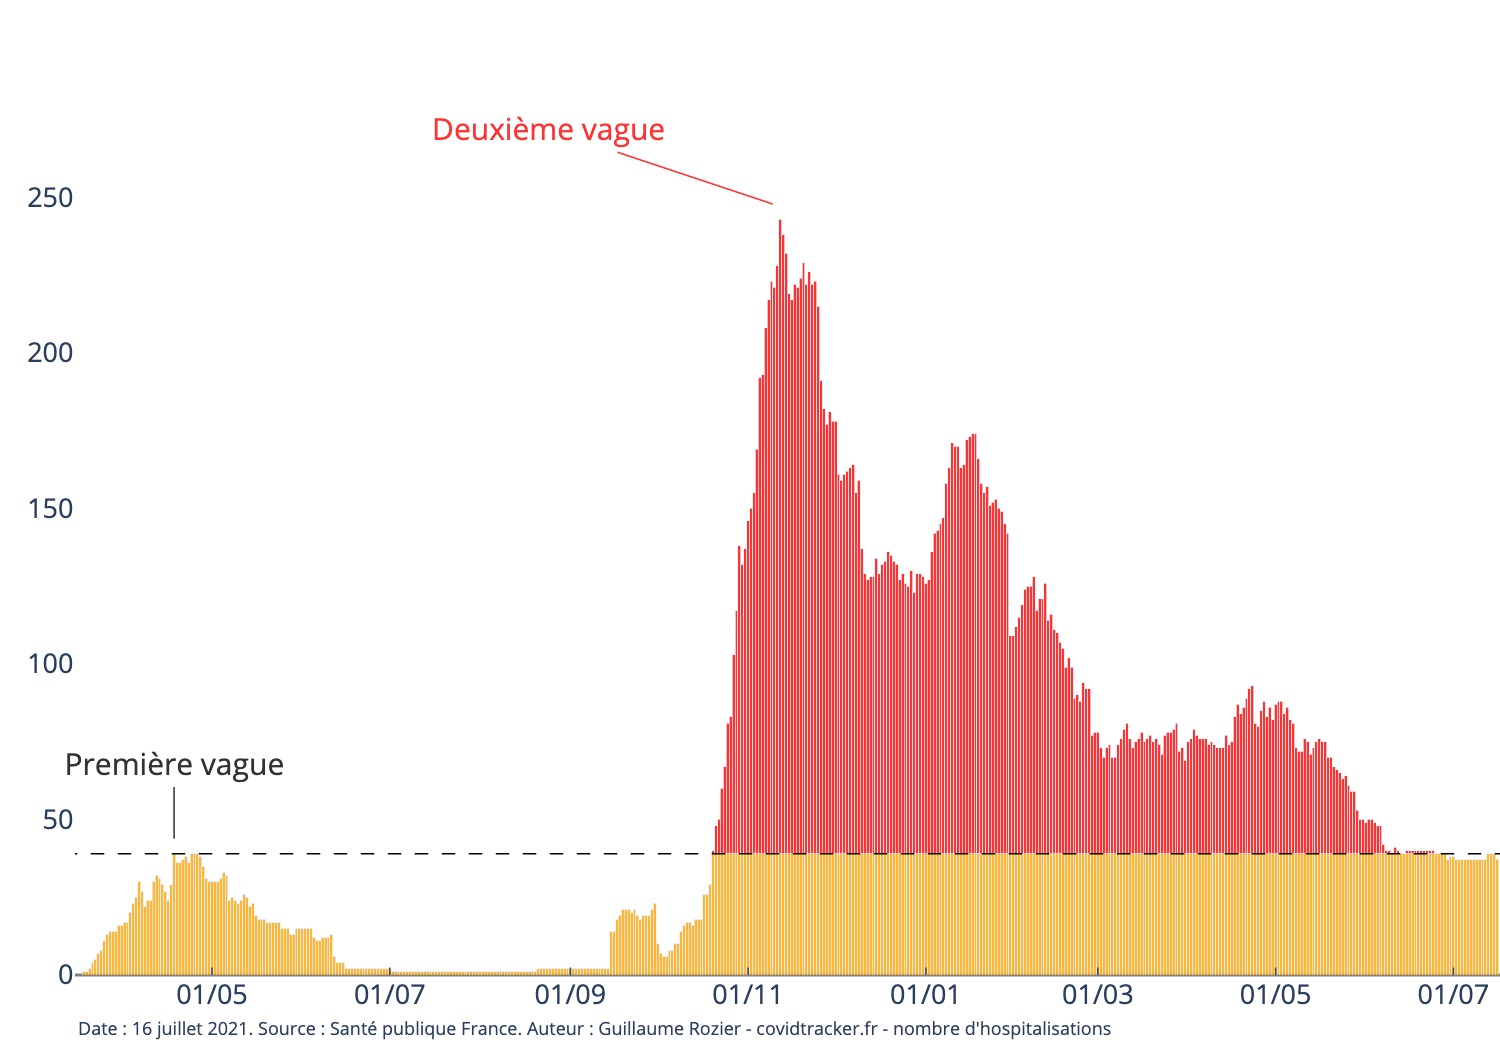 Deuxième vague
250
200
150
100
Première vague
50
0
01/05 01/07 01/09 01/11 01/01 01/03 01/05 01/07
Date : 16 juillet 2021. Source : Santé publique France. Auteur : Guillaume Rozier - covidtracker.fr - nombre d'hospitalisations